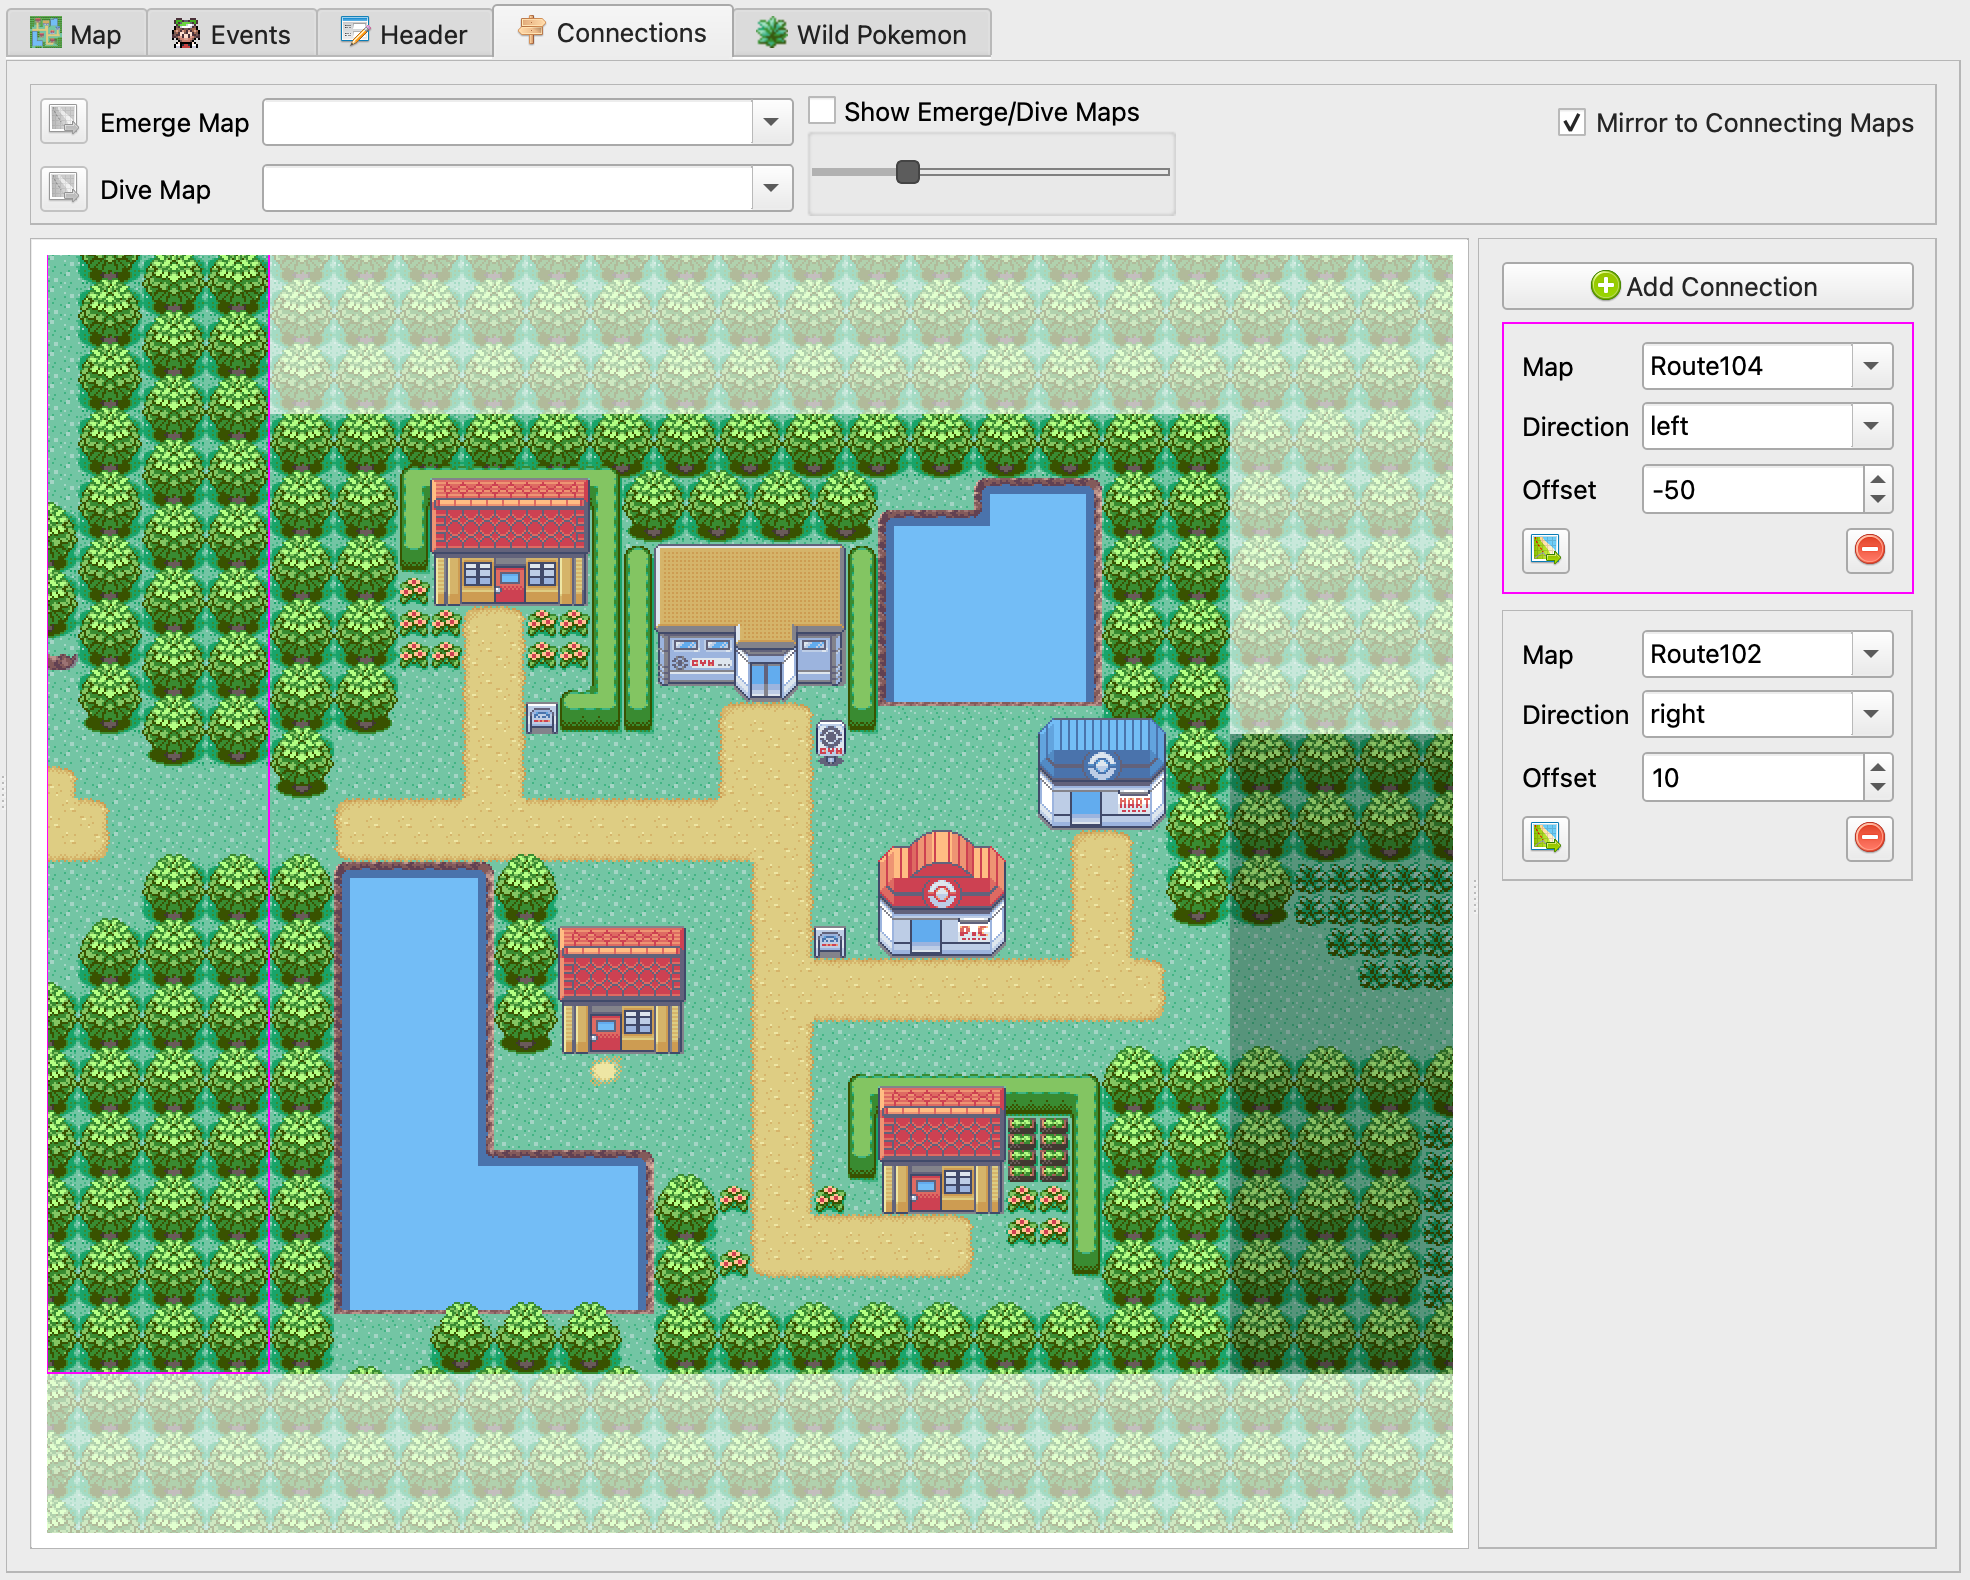 Map Events Header Connections Wild Pokemon
Emerge Map
Show Emerge/Dive Maps
Mirror to Connecting Maps
Dive Map
Add Connection
Map Route104
Direction left
Offset -50
Map Route102
Direction right
Offset 10
GYM
GYM
MART
P.C